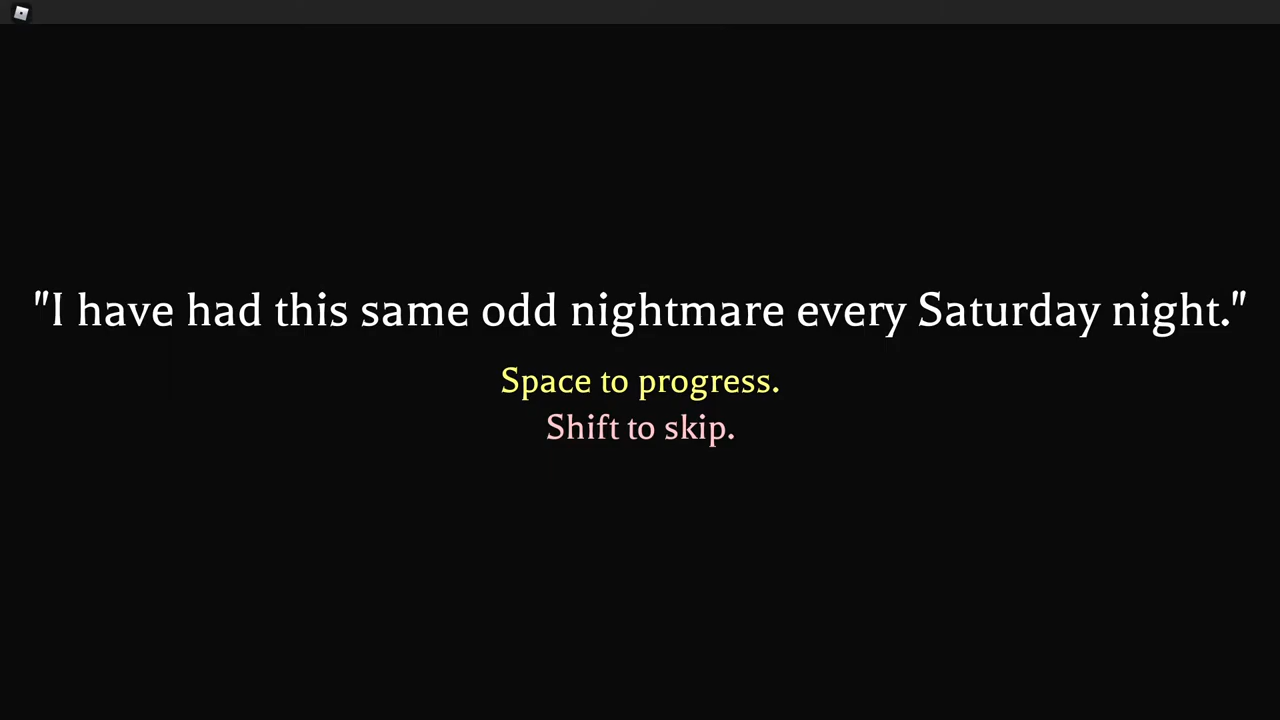 "I have had this same odd nightmare every Saturday night."
Space to progress.
Shift to skip.